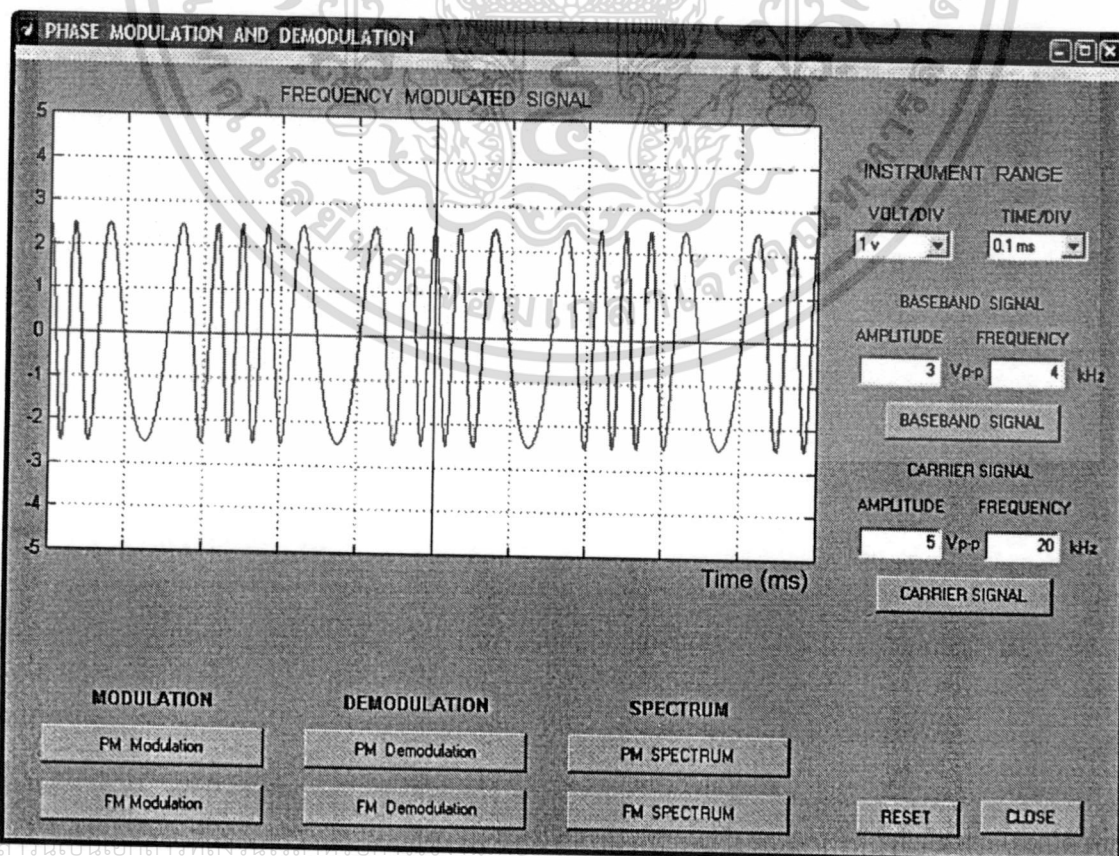 PHASE MODULATION AND DEMODULATION
FREQUENCY MODULATED SIGNAL
5
4
3
2
1
0
-1
-2
-3
-4
-5
Time (ms)
INSTRUMENT RANGE
VOLT/DIV TIME/DIV
1 v 0.1 ms
BASEBAND SIGNAL
AMPLITUDE FREQUENCY
3 Vp-p 4 kHz
BASEBAND SIGNAL
CARRIER SIGNAL
AMPLITUDE FREQUENCY
5 Vp-p 20 kHz
CARRIER SIGNAL
MODULATION DEMODULATION SPECTRUM
PM Modulation PM Demodulation PM SPECTRUM
FM Modulation FM Demodulation FM SPECTRUM
RESET CLOSE